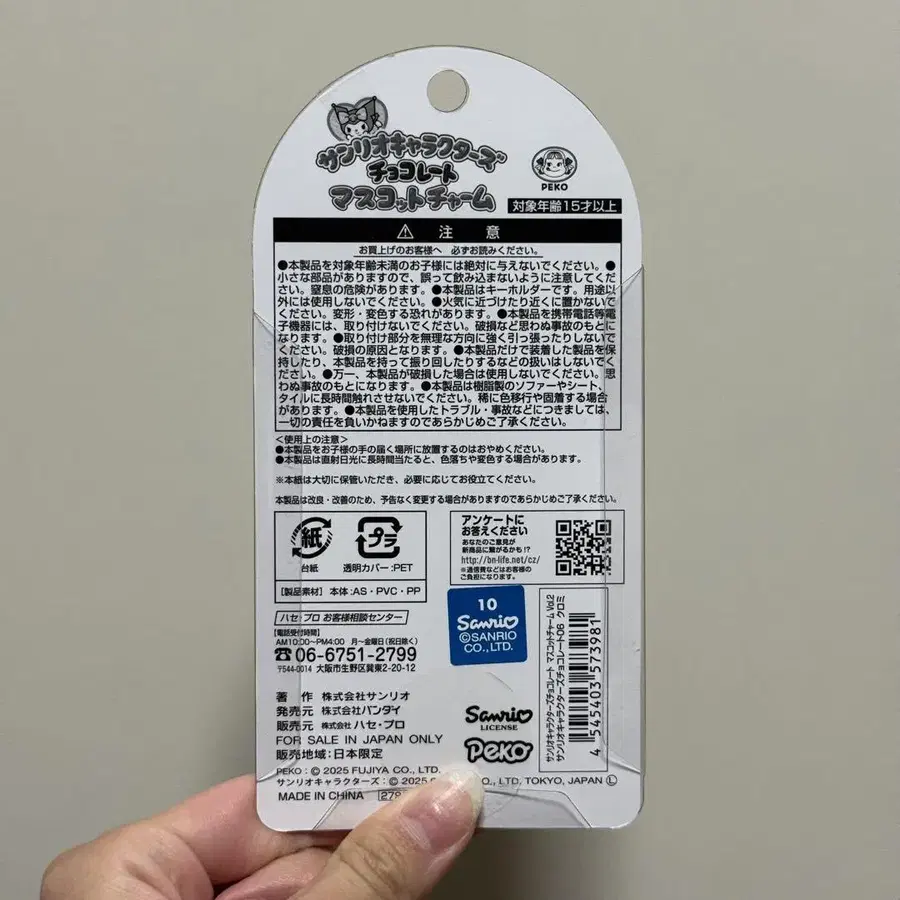 サンリオキャラクターズ
チョコレート
マスコットチャーム
PEKO
対象年齢15才以上
注 意
お買上げのお客様へ 必ずお読みください。
●本製品を対象年齢未満のお子様には絶対に与えないでください。●
小さな部品がありますので、誤って飲み込まないように注意してくだ
さい。窒息の危険があります。●本製品はキーホルダーです。用途以
外には使用しないでください。●火気に近づけたり近くに置かないで
ください。変形・変色する恐れがあります。●本製品を携帯電話等電
子機器には、取り付けないでください。破損など思わぬ事故のもとに
なります。●取り付け部分を無理な方向に強く引っ張ったりしないで
ください。破損の原因となります。●本製品だけで装着した製品を保
持したり、本製品を持って振り回したりするなどの扱いはしないでく
ださい。●万一、本製品が破損した場合は使用しないでください。思
わぬ事故のもとになります。●本製品は樹脂製のソファーやシート、
タイルに長時間触れさせないでください。稀に色移行や固着する場合
があります。●本製品を使用したトラブル・事故などにつきましては、
一切の責任を負いかねますのであらかじめご了承ください。
<使用上の注意>
●本製品をお子様の手の届く場所に放置するのはおやめください。
●本製品は直射日光に長時間当たると、色落ちや変色する場合があります。
※本紙は大切に保管いただき、必要に応じてお役立てください。
本製品は改良・改善のため、予告なく変更する場合がありますのであらかじめご了承ください。
紙
台紙
プラ
透明カバー:PET
アンケートに
お答えください
あなたのご意見が
新商品に繋がるかも!?
http://bn-life.net/cz/
※通信費などはお客様の
ご負担になります。
【製品素材】 本体:AS・PVC・PP
ハセ・プロ お客様相談センター
【電話受付時間】
AM10:00〜PM4:00 月〜金曜日(祝日除く)
☎06-6751-2799
〒544-0014 大阪市生野区巽東2-20-12
10
Sanrio
©SANRIO
CO., LTD.
著 作 株式会社サンリオ
発売元 株式会社バンダイ
販売元 株式会社 ハセ・プロ
FOR SALE IN JAPAN ONLY
販売地域:日本限定
Sanrio
LICENSE
Peko
PEKO:© 2025 FUJIYA CO., LTD.
サンリオキャラクターズ:© 2025 CO., LTD. TOKYO, JAPAN Ⓛ
MADE IN CHINA
サンリオキャラクターズチョコレート マスコットチャーム Vol.2
サンリオキャラクターズチョコレート-06 クロミ
4 545403 573981